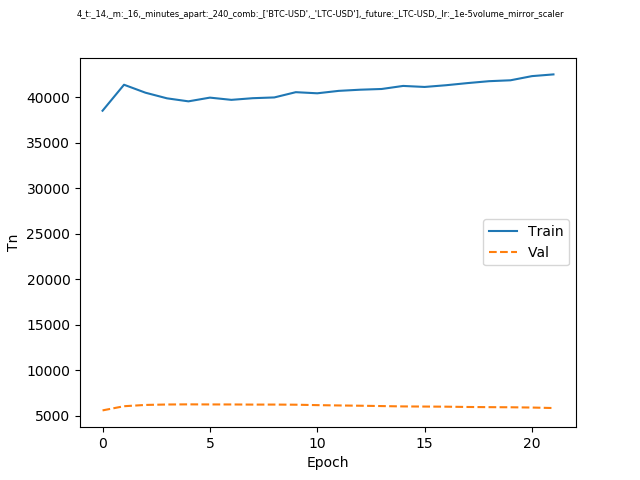 4_t:_14,_m:_16,_minutes_apart:_240_comb:_['BTC-USD',_'LTC-USD'],_future:_LTC-USD,_lr:_1e-5volume_mirror_scaler
40000
35000
30000
25000
20000
15000
10000
5000
Tn
Train
Val
0 5 10 15 20
Epoch